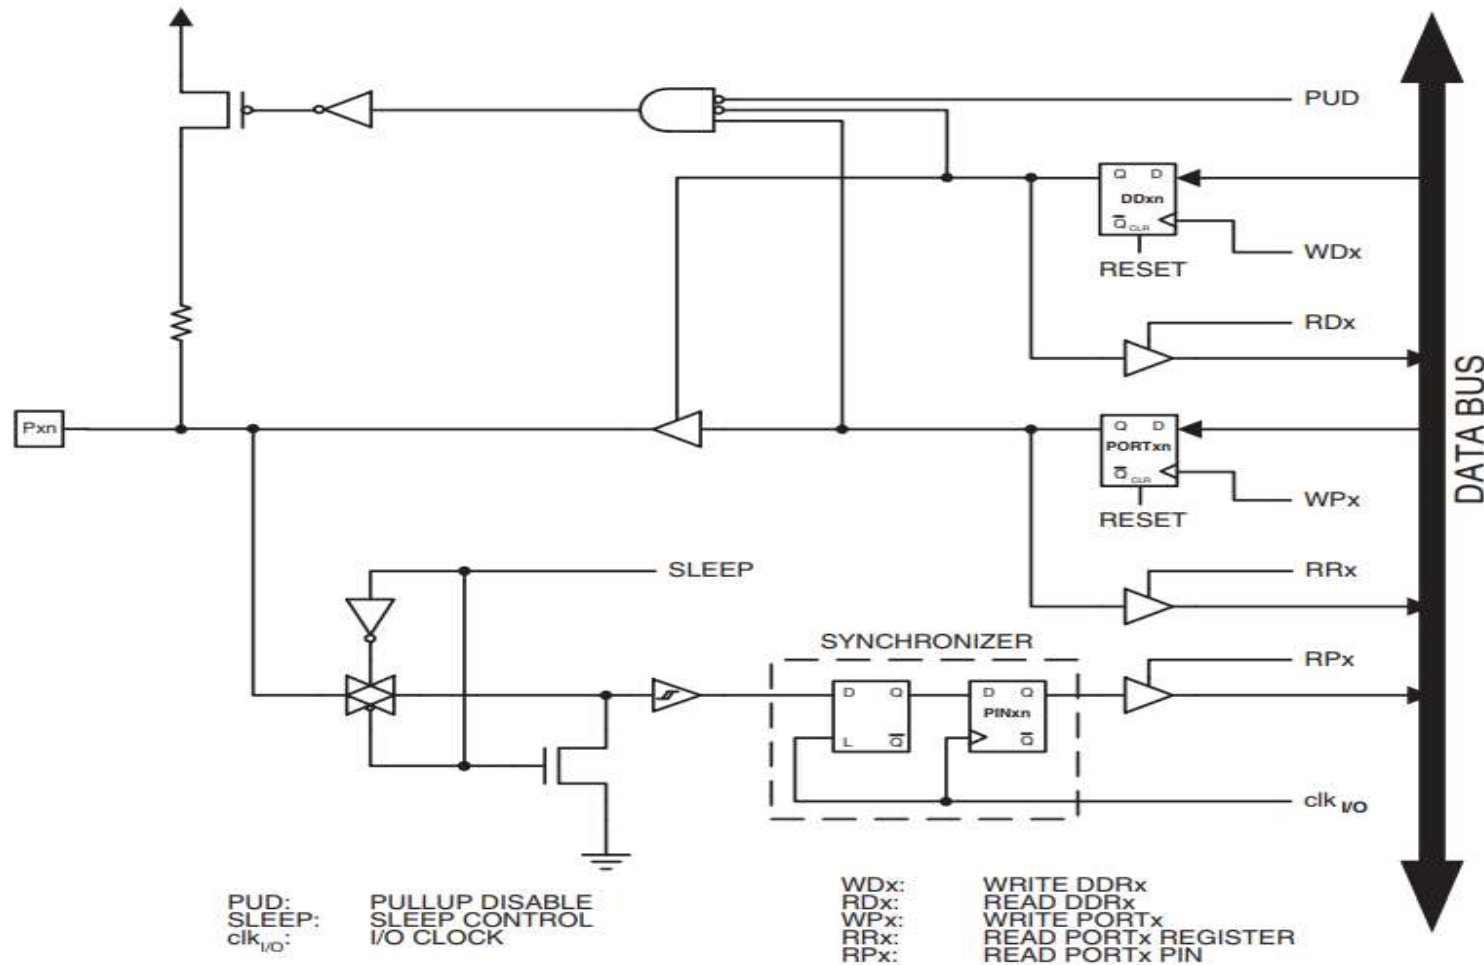 PUD
Q D
DDxn
Q CLR
WDx
RESET
RDx
Pxn
Q D
PORTxn
Q CLR
WPx
RESET
DATA BUS
SLEEP
RRx
SYNCHRONIZER
RPx
D Q
L Q
D Q
PINxn
Q
clk I/O
PUD: PULLUP DISABLE
SLEEP: SLEEP CONTROL
clkI/O: I/O CLOCK
WDx: WRITE DDRx
RDx: READ DDRx
WPx: WRITE PORTx
RRx: READ PORTx REGISTER
RPx: READ PORTx PIN